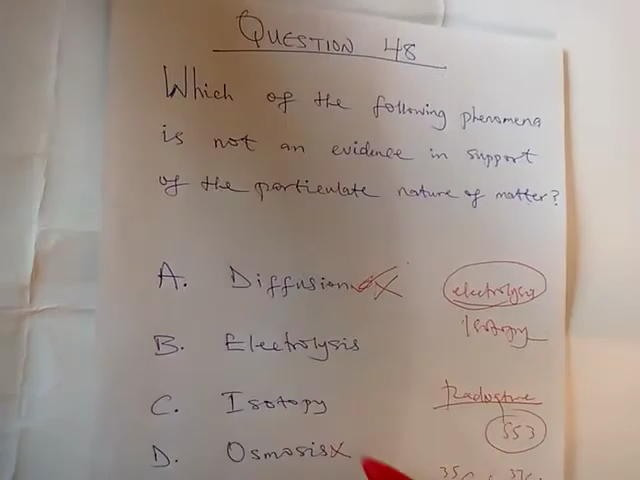 QUESTION 48
Which of the following phenomena
is not an evidence in support
of the particulate nature of matter?
A. Diffusion X
electrolysis
Isotopy
B. Electrolysis
C. Isotopy
553
D. Osmosis X